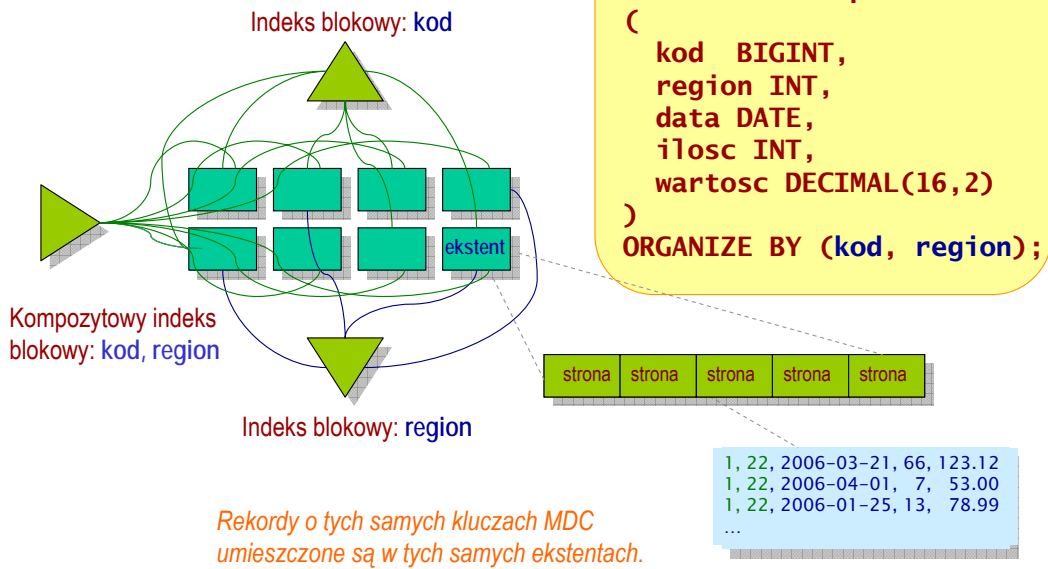 Indeks blokowy: kod
(
kod BIGINT,
region INT,
data DATE,
ilosc INT,
wartosc DECIMAL(16,2)
)
ORGANIZE BY (kod, region);
ekstent
Kompozytowy indeks
blokowy: kod, region
Indeks blokowy: region
strona strona strona strona strona
1, 22, 2006-03-21, 66, 123.12
1, 22, 2006-04-01, 7, 53.00
1, 22, 2006-01-25, 13, 78.99
...
Rekordy o tych samych kluczach MDC
umieszczone są w tych samych ekstentach.